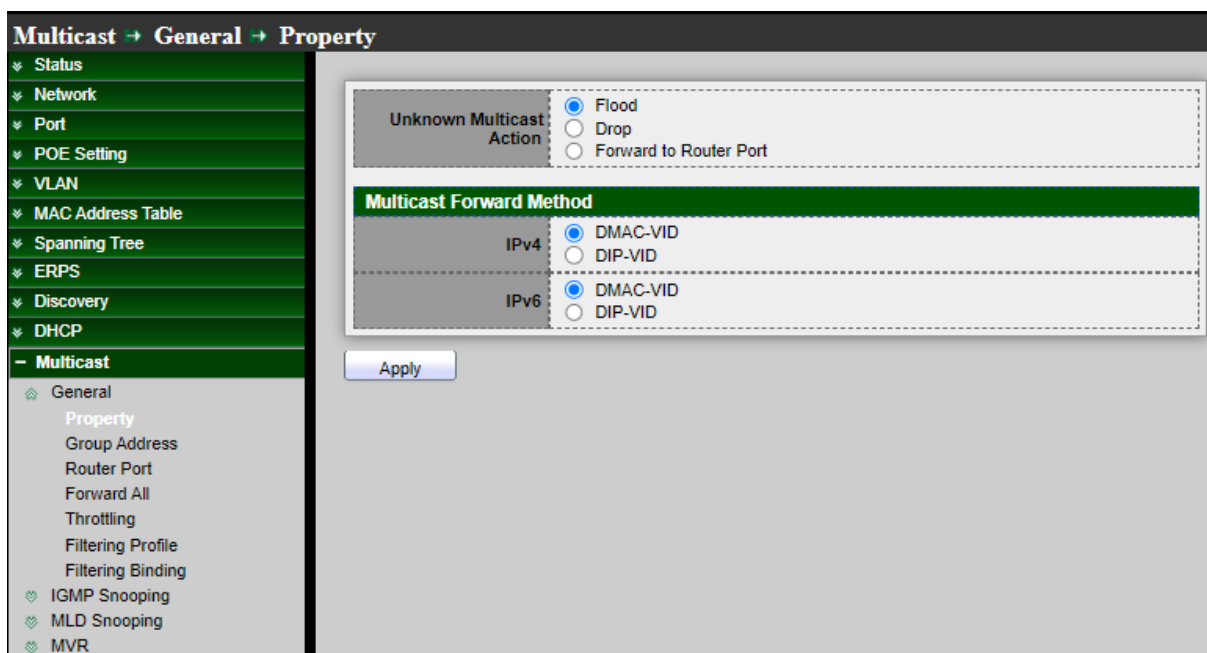 Multicast → General → Property
Status
Network
Port
POE Setting
VLAN
MAC Address Table
Spanning Tree
ERPS
Discovery
DHCP
Multicast
General
Property
Group Address
Router Port
Forward All
Throttling
Filtering Profile
Filtering Binding
IGMP Snooping
MLD Snooping
MVR
Unknown Multicast
Action
Flood
Drop
Forward to Router Port
Multicast Forward Method
IPv4
DMAC-VID
DIP-VID
IPv6
DMAC-VID
DIP-VID
Apply